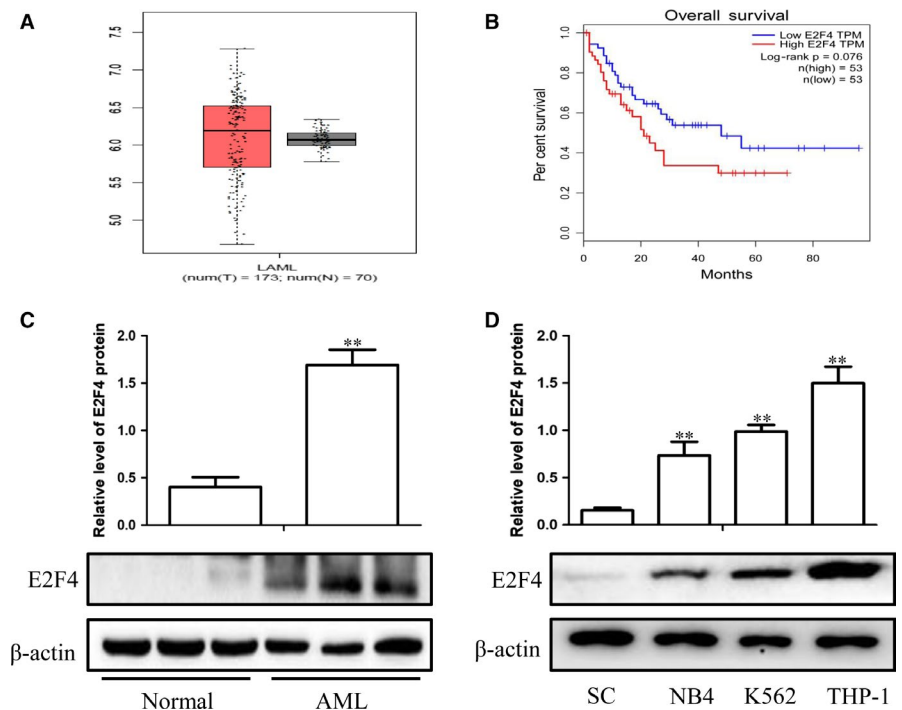 A
7.5
7.0
6.5
6.0
5.5
5.0
LAML
(num(T) = 173; num(N) = 70)
B
Overall survival
Low E2F4 TPM
High E2F4 TPM
Log-rank p = 0.076
n(high) = 53
n(low) = 53
Per cent survival
1.0
0.8
0.6
0.4
0.2
0.0
0 20 40 60 80
Months
C
Relative level of E2F4 protein
2.0
1.5
1.0
0.5
0.0
**
E2F4
β-actin
Normal AML
D
Relative level of E2F4 protein
2.0
1.5
1.0
0.5
0.0
** ** **
E2F4
β-actin
SC NB4 K562 THP-1